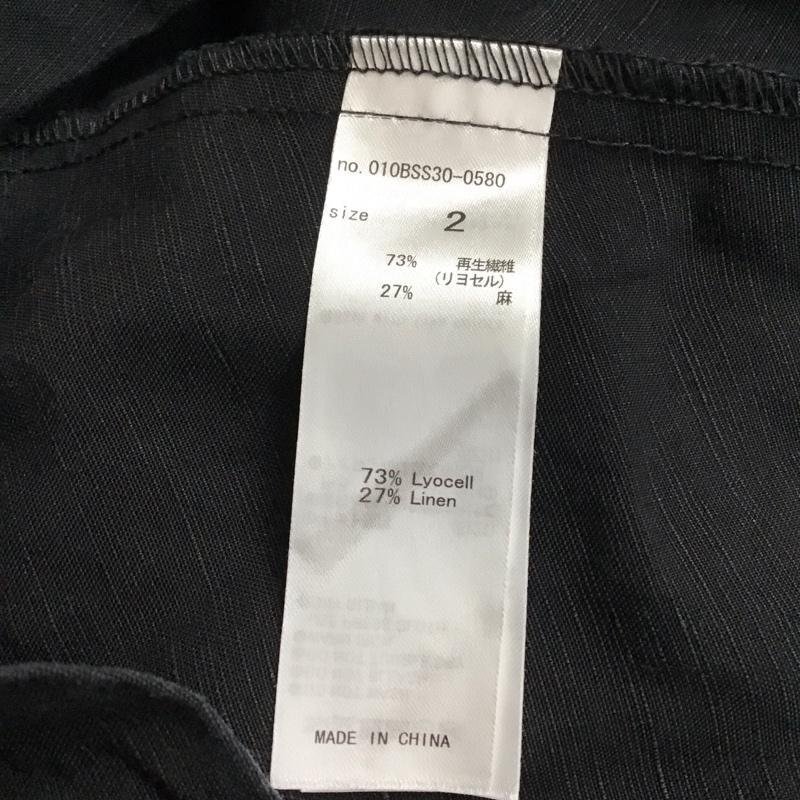 no. 010BSS30-0580
size 2
73% 再生繊維
(リヨセル)
27% 麻
73% Lyocell
27% Linen
MADE IN CHINA